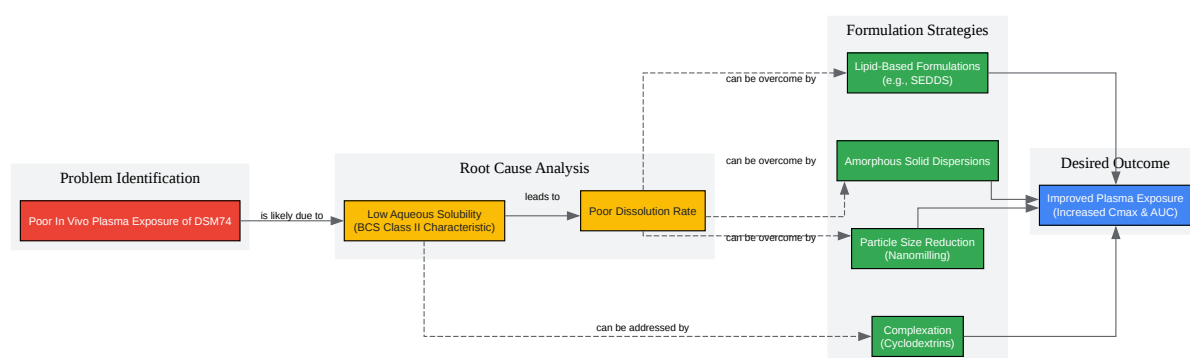 Problem Identification
Poor In Vivo Plasma Exposure of DSM74
is likely due to
Root Cause Analysis
Low Aqueous Solubility
(BCS Class II Characteristic)
leads to
Poor Dissolution Rate
can be overcome by
can be overcome by
can be overcome by
can be addressed by
Formulation Strategies
Lipid-Based Formulations
(e.g., SEDDS)
Amorphous Solid Dispersions
Particle Size Reduction
(Nanomilling)
Complexation
(Cyclodextrins)
Desired Outcome
Improved Plasma Exposure
(Increased Cmax & AUC)